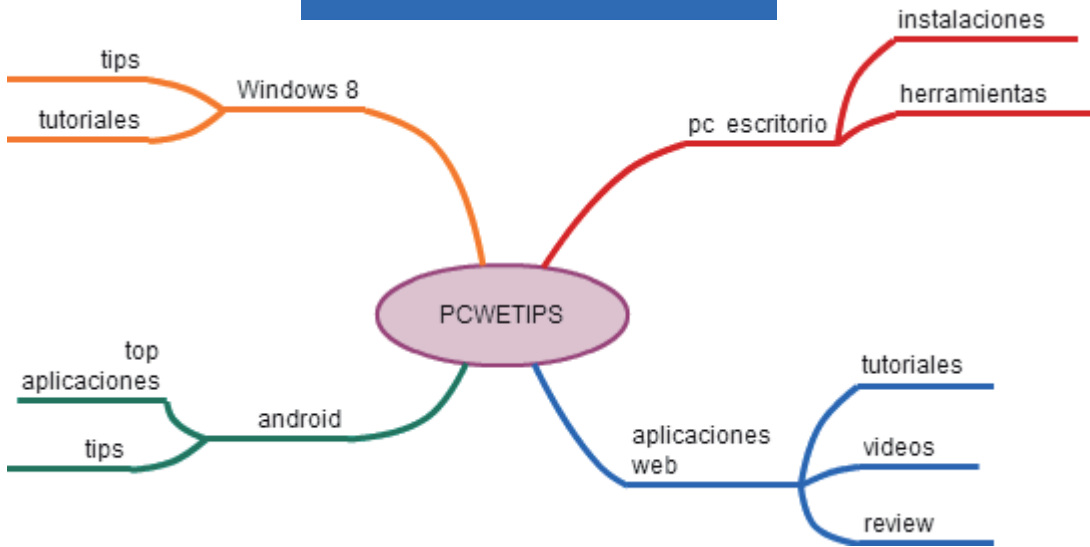 instalaciones
tips
Windows 8
herramientas
tutoriales
pc escritorio
PCWETIPS
top
aplicaciones
tutoriales
android
aplicaciones
web
tips
videos
review